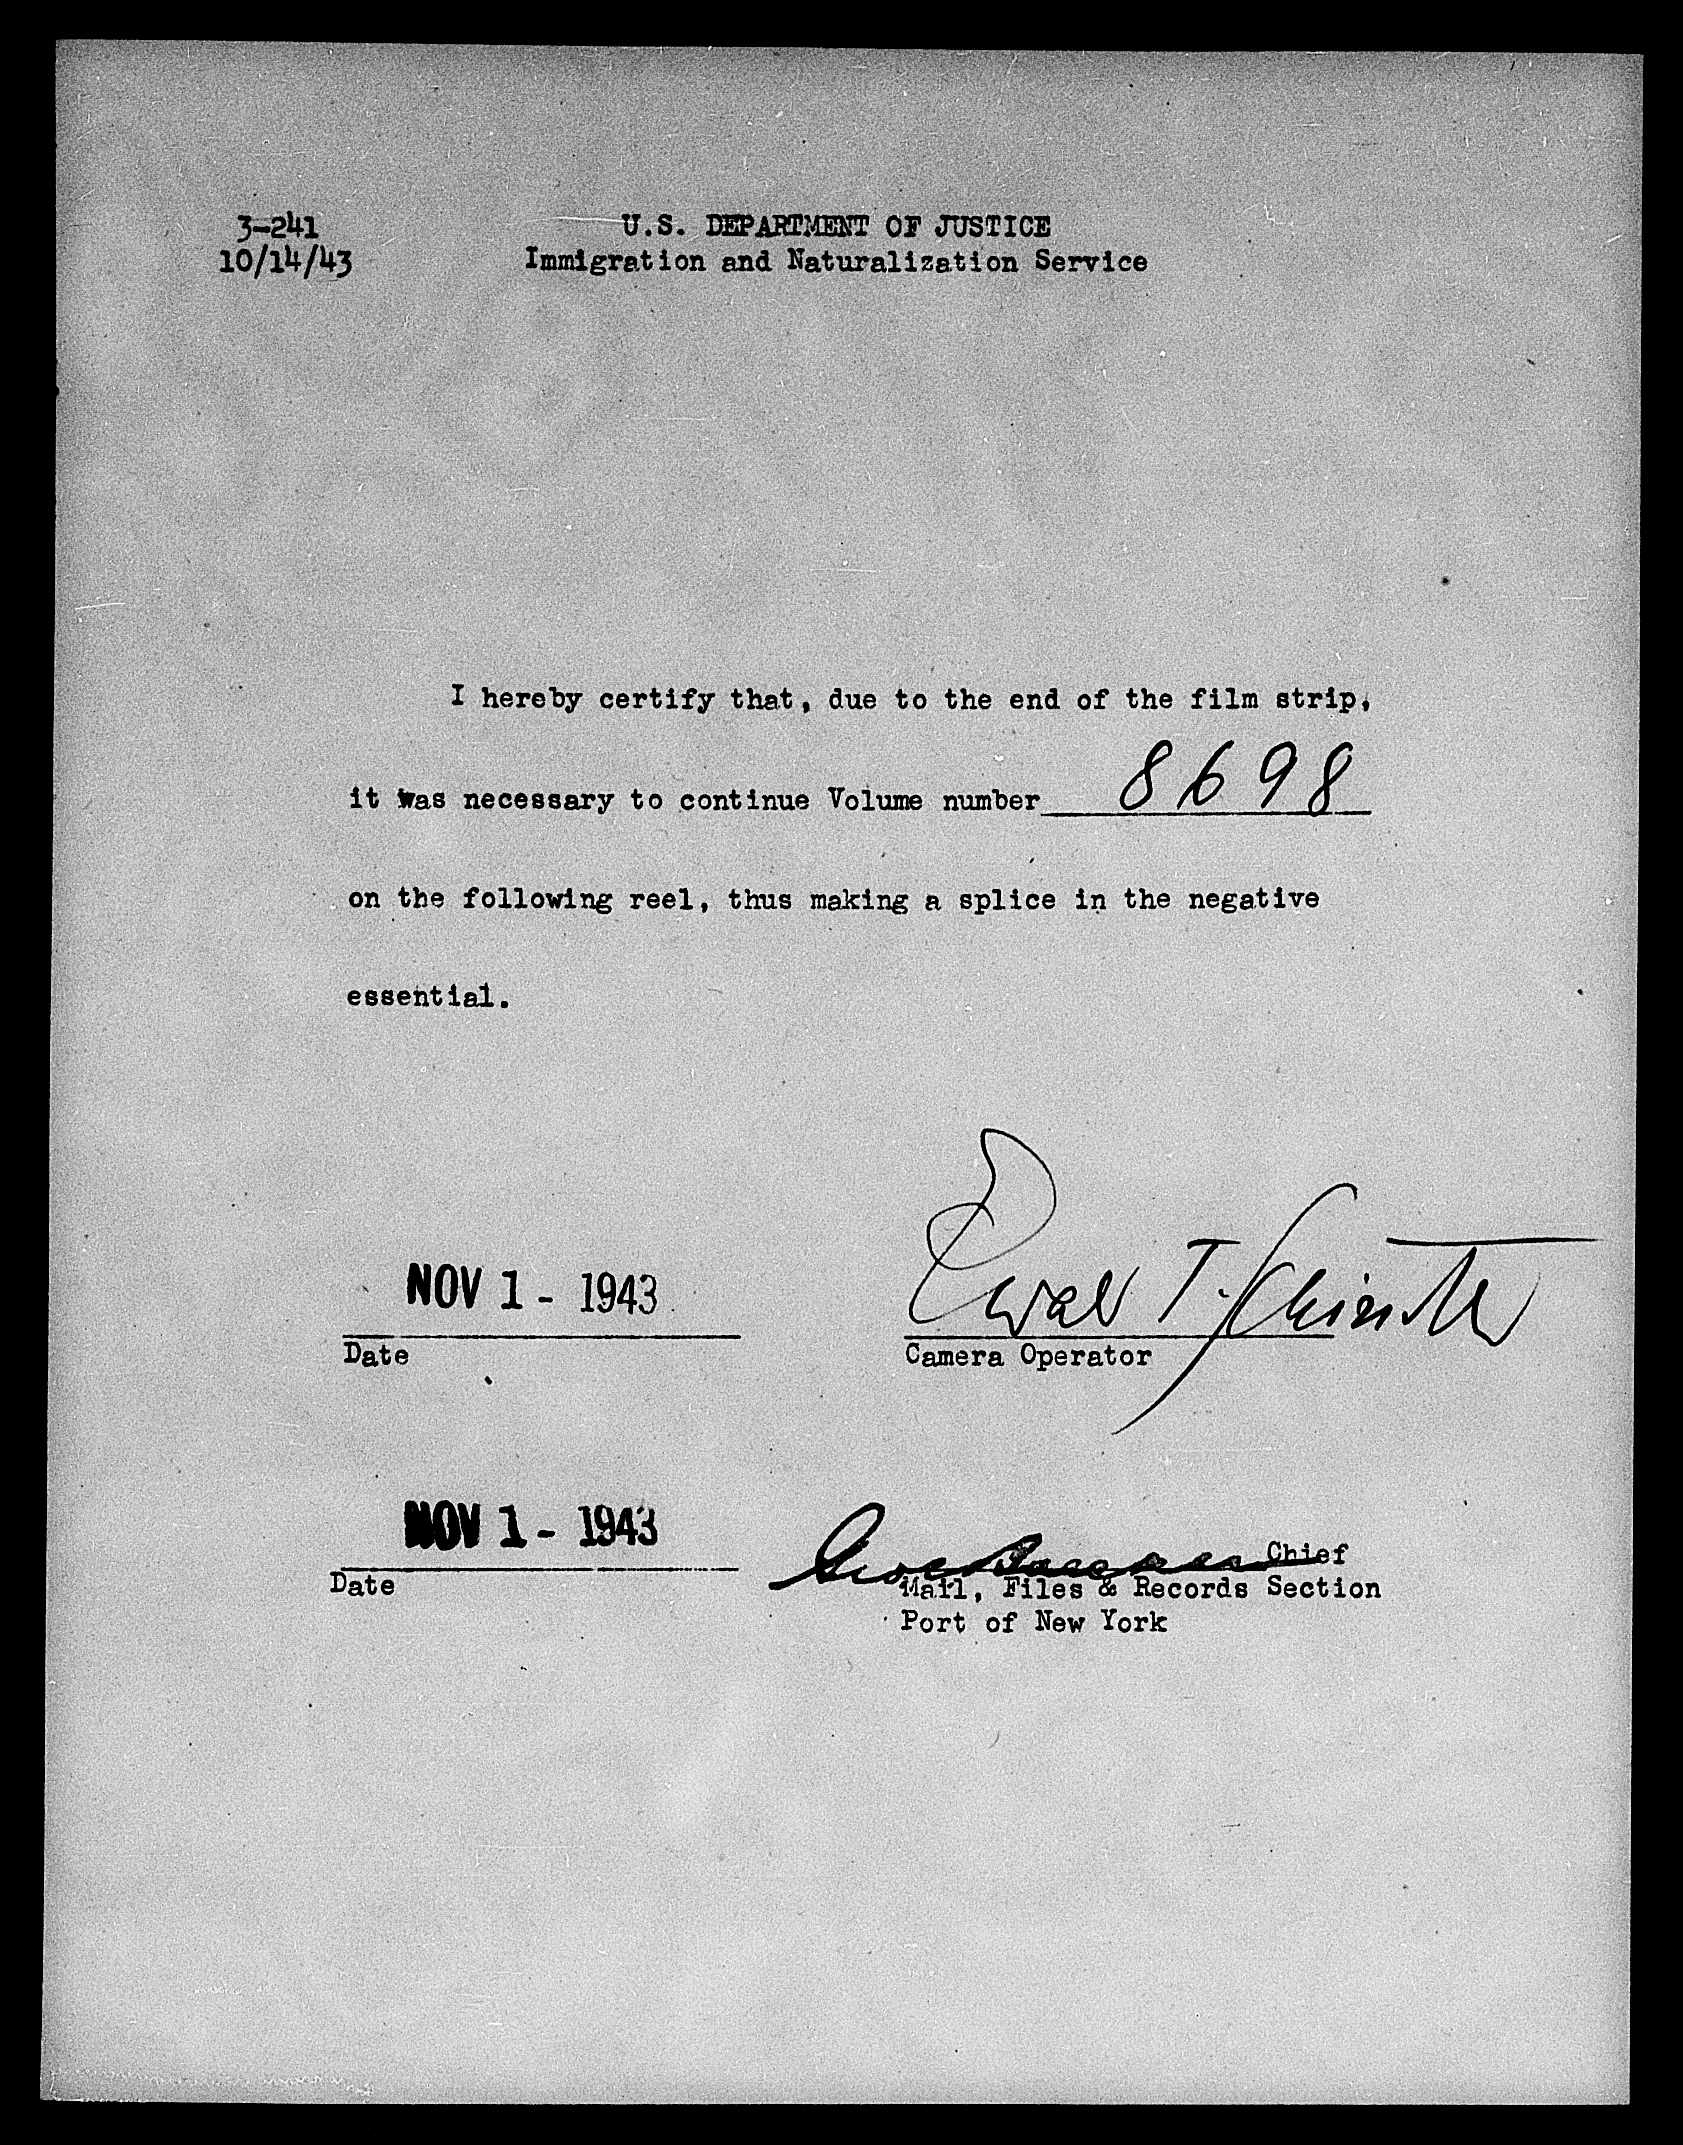 3-241
10/14/43
U.S. DEPARTMENT OF JUSTICE
Immigration and Naturalization Service
I hereby certify that, due to the end of the film strip,
it was necessary to continue Volume number 8698
on the following reel, thus making a splice in the negative
essential.
NOV 1 - 1943
Date
T.
Camera Operator
NOV 1 - 1943
Date
Chief
Mail, Files & Records Section
Port of New York